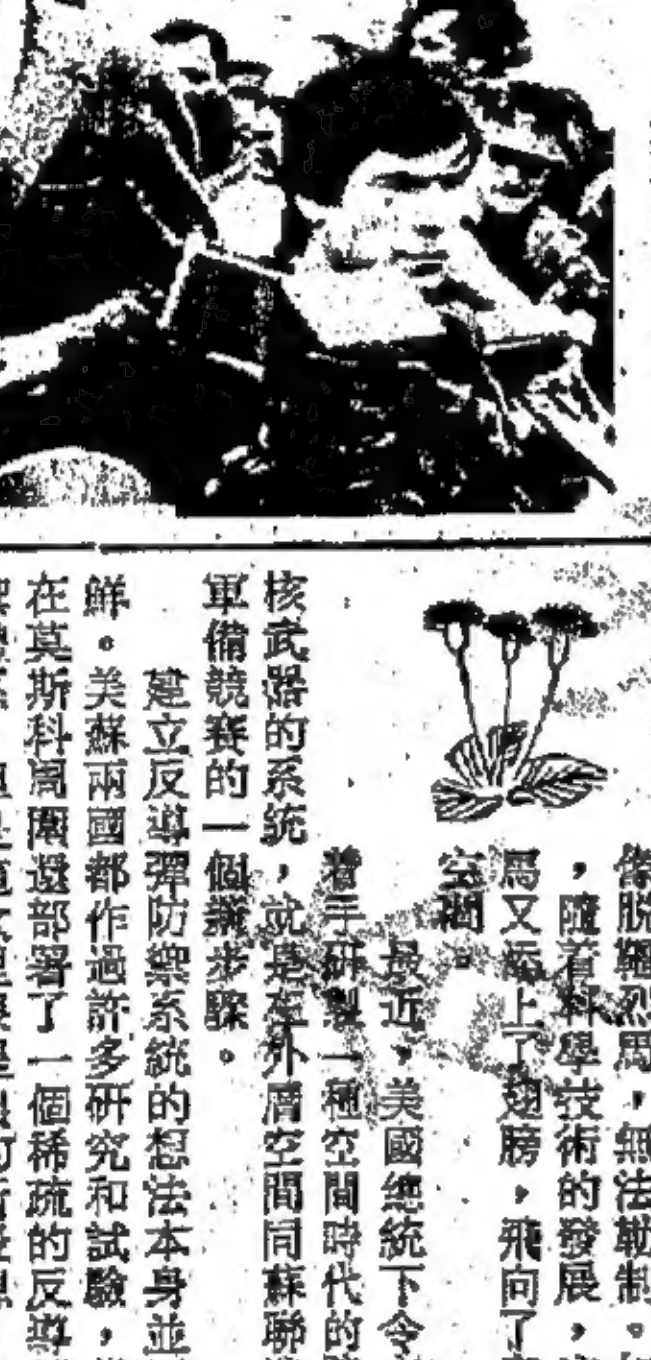 像脫韁烈馬，無法勒制。
，隨着科學技術的發展，
馬又添上了翅膀，飛向了
空間。
最近，美國總統下令
着手研製一種空間時代的
核武器的系統，就是在外層空間同蘇聯
軍備競賽的一個新步驟。
建立反導彈防禦系統的想法本身並
鮮。美蘇兩國都作過許多研究和試驗，
在莫斯科周圍還部署了一個稀疏的反導